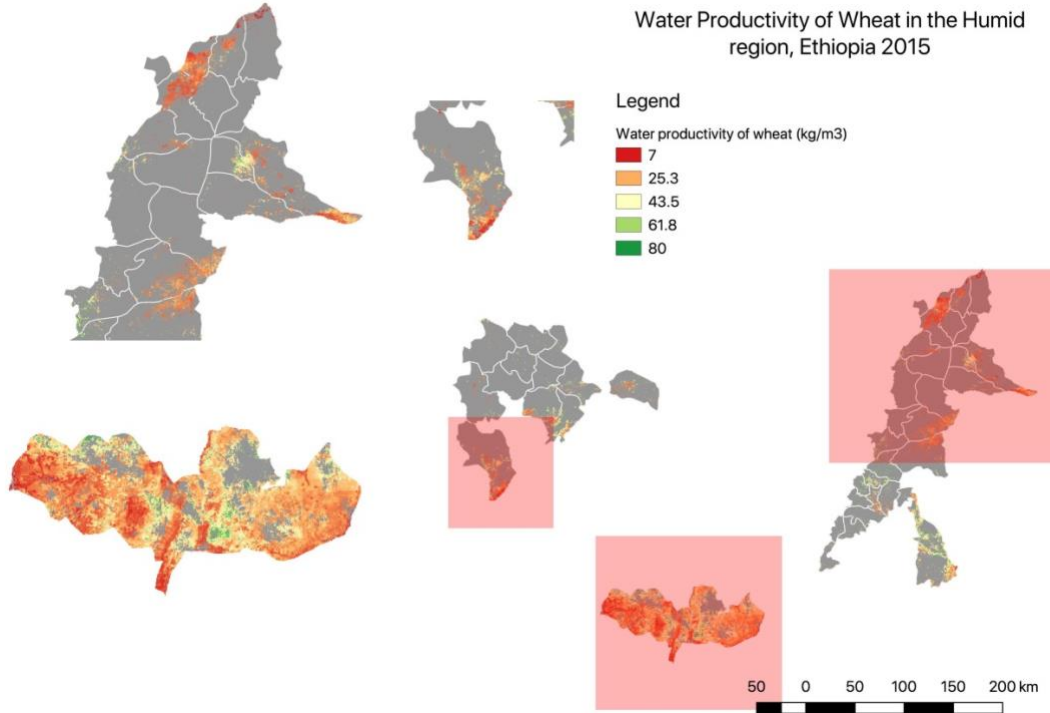 Water Productivity of Wheat in the Humid
region, Ethiopia 2015
Legend
Water productivity of wheat (kg/m3)
7
25.3
43.5
61.8
80
50 0 50 100 150 200 km